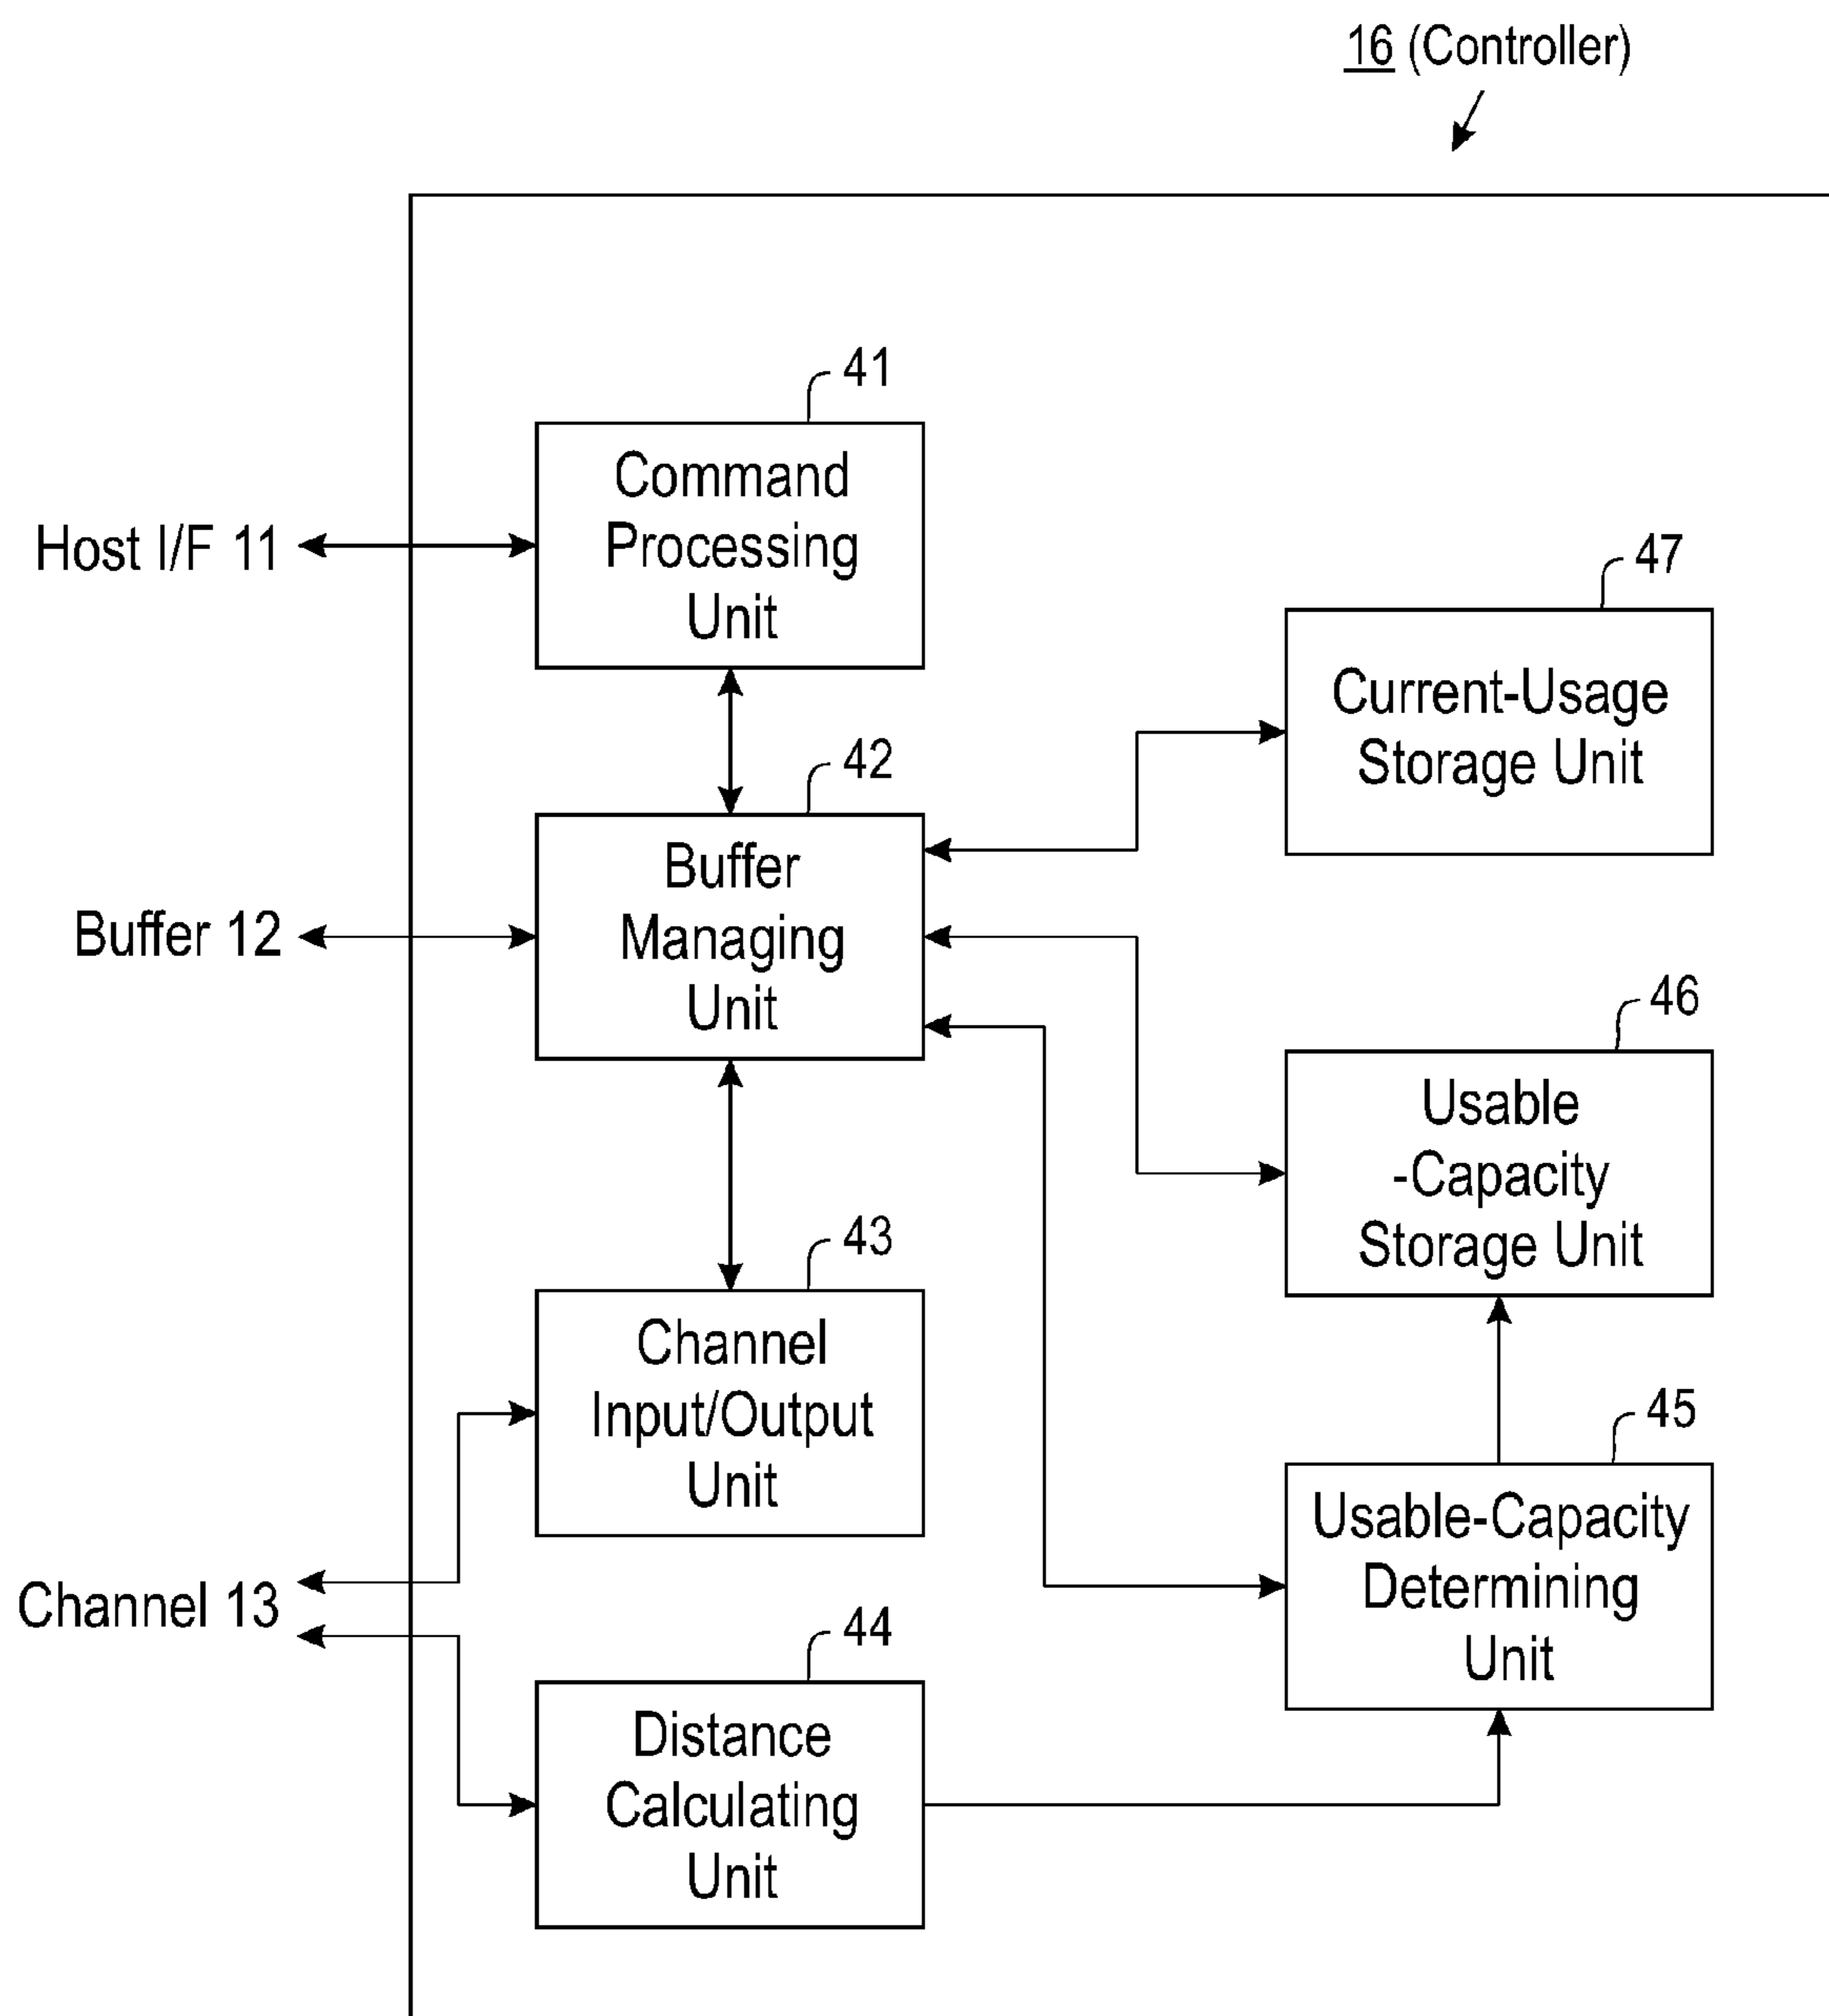 16 (Controller)
41
Command
Processing
Unit
Host I/F 11
47
Current-Usage
Storage Unit
42
Buffer
Managing
Unit
Buffer 12
46
Usable
-Capacity
Storage Unit
43
Channel
Input/Output
Unit
45
Usable-Capacity
Determining
Unit
Channel 13
44
Distance
Calculating
Unit